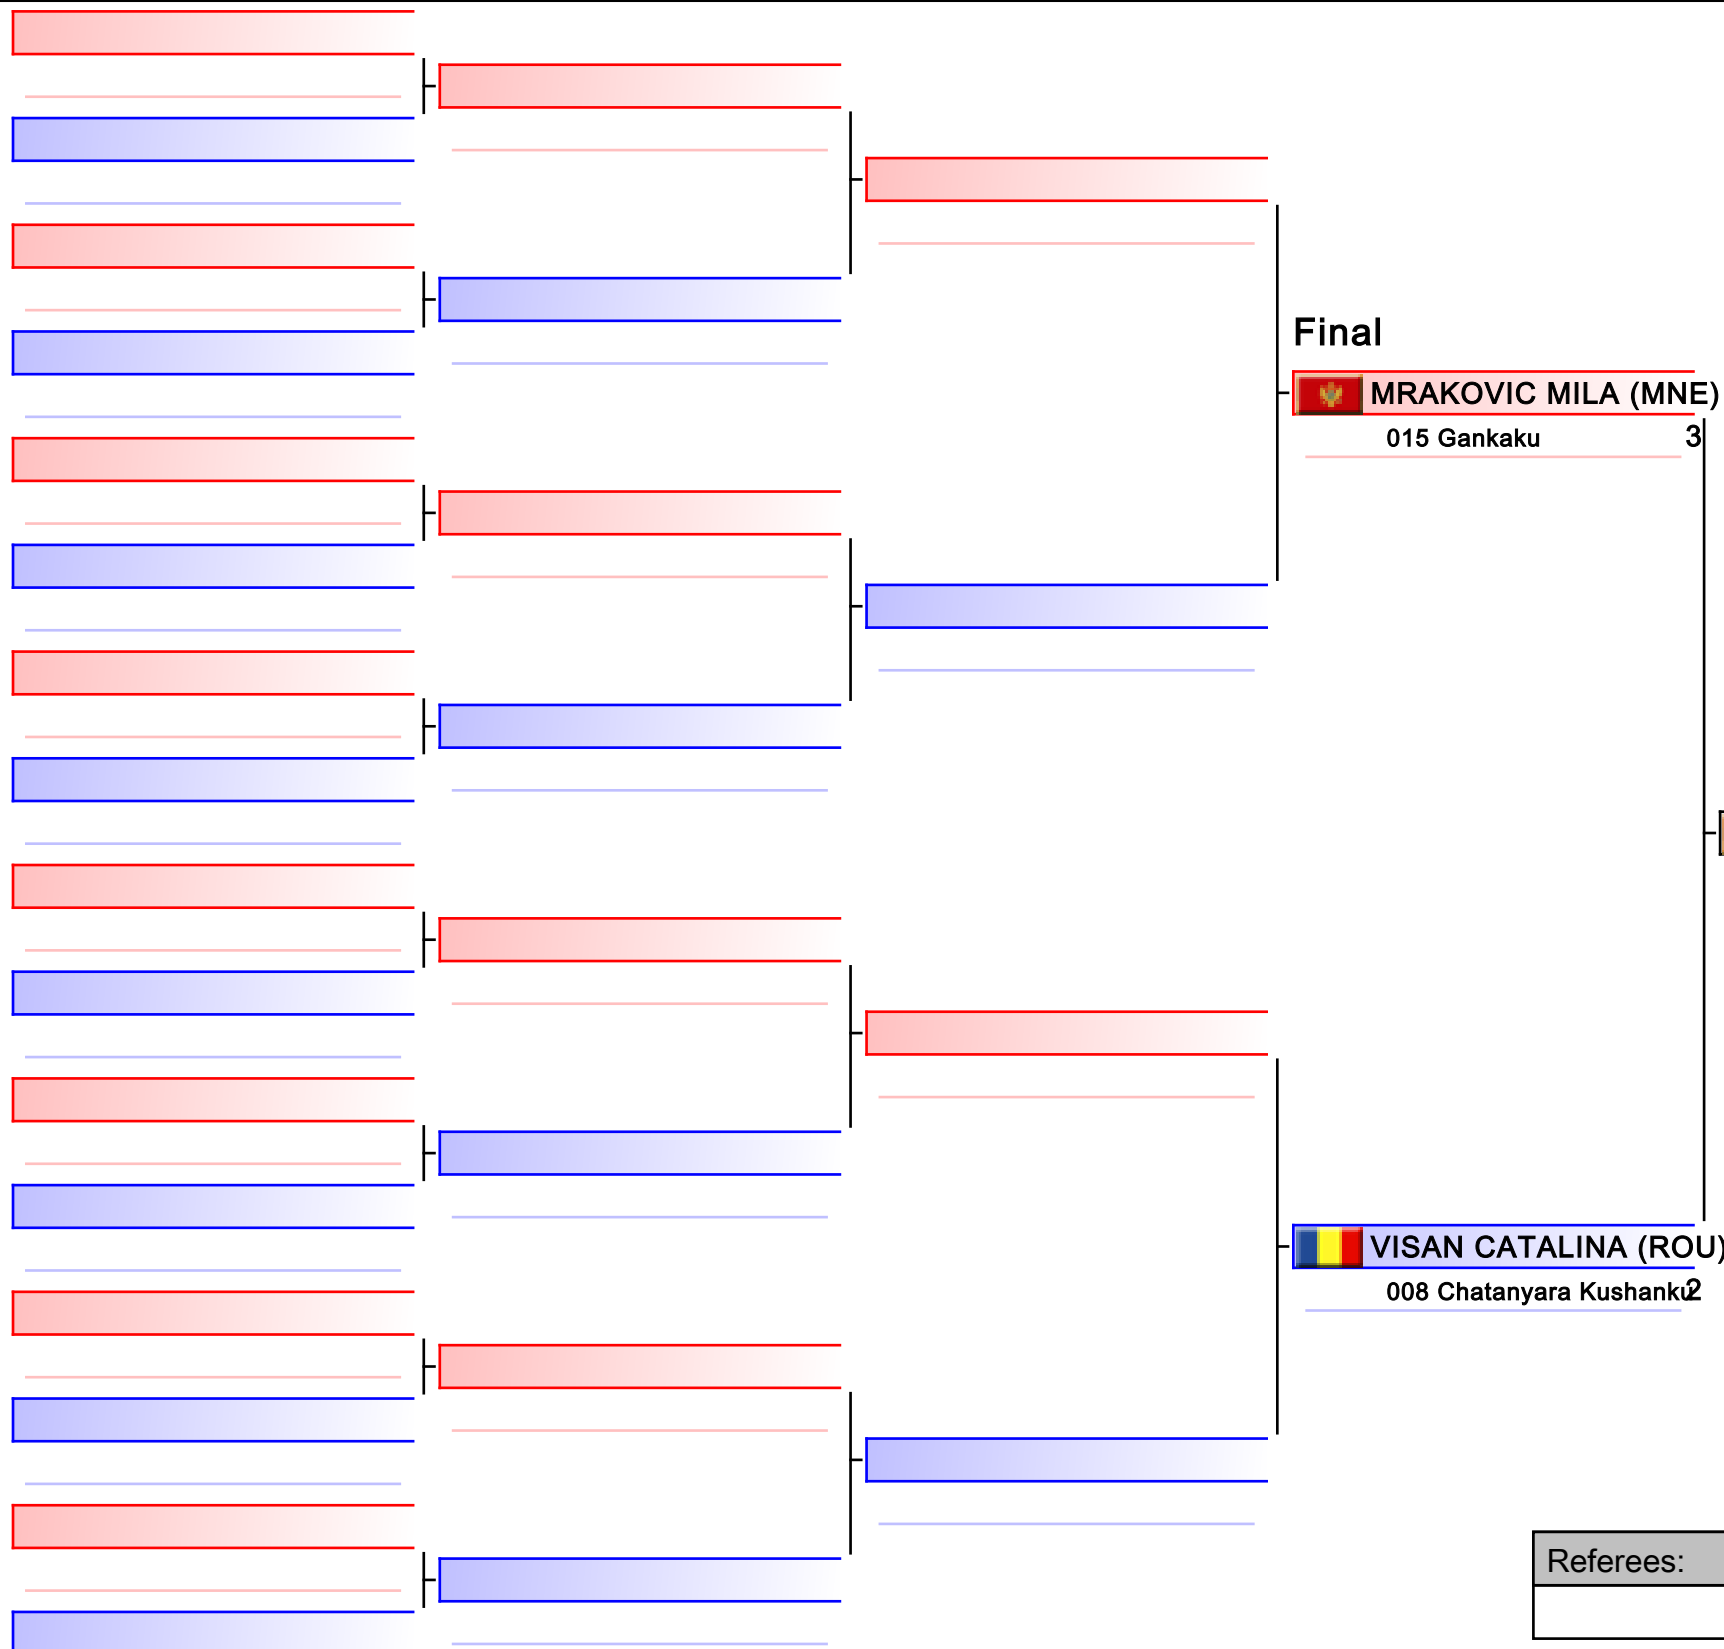 Final
MRAKOVIC MILA (MNE)
015 Gankaku 3
VISAN CATALINA (ROU)
008 Chatanyara Kushanku 2
Referees: